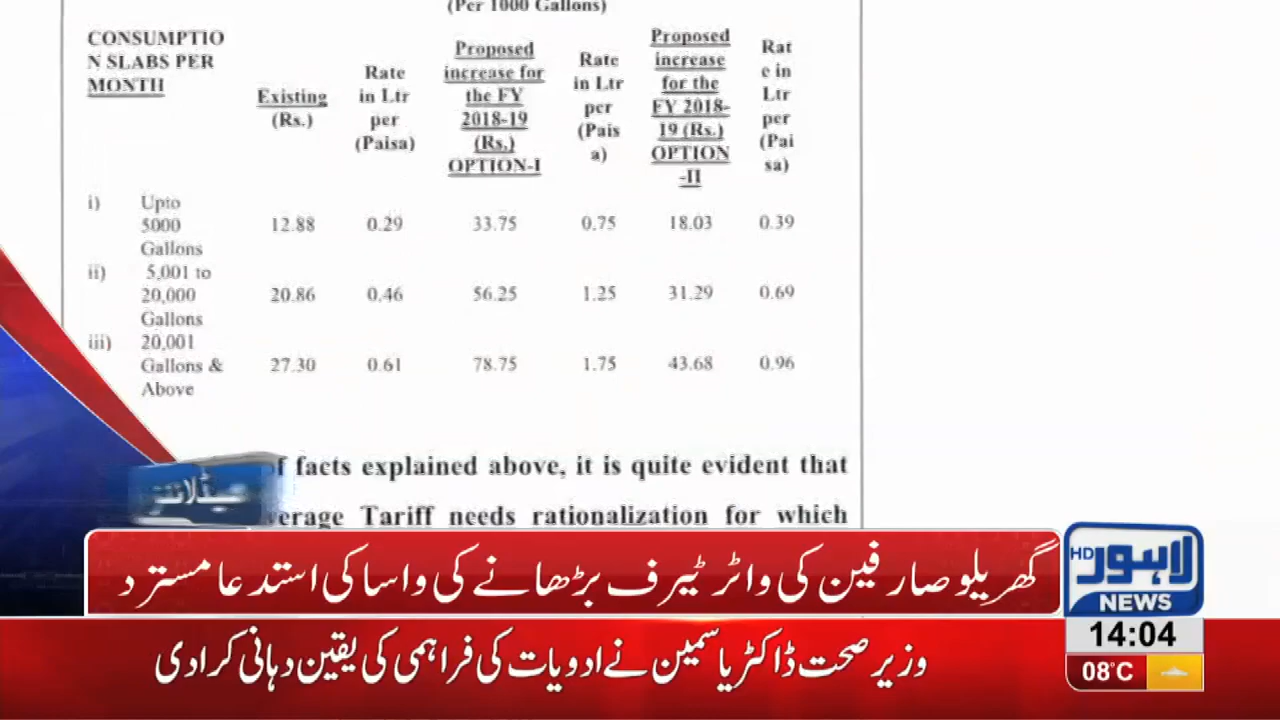 (Per 1000 Gallons)
CONSUMPTIO
N SLABS PER
MONTH
Existing
(Rs.)
Rate
in Ltr
per
(Paisa)
Proposed
increase for
the FY
2018-19
(Rs.)
OPTION-I
Rate
in Ltr
per
(Pais
a)
Proposed
increase
for the
FY 2018-
19 (Rs.)
OPTION
-II
Rat
e in
Ltr
per
(Pai
sa)
i) Upto
5000 12.88 0.29 33.75 0.75 18.03 0.39
Gallons
ii) 5,001 to
20,000 20.86 0.46 56.25 1.25 31.29 0.69
Gallons
iii) 20,001
Gallons & 27.30 0.61 78.75 1.75 43.68 0.96
Above
facts explained above, it is quite evident that
Tariff needs rationalization for which
گھریلو صارفین کی واٹر ٹیرف بڑھانے کی واسا کی استدعا مسترد
HD لاہور
NEWS
14:04
08°C
وزیر صحت ڈاکٹر یاسمین نے ادویات کی فراہمی کی یقین دہانی کرا دی